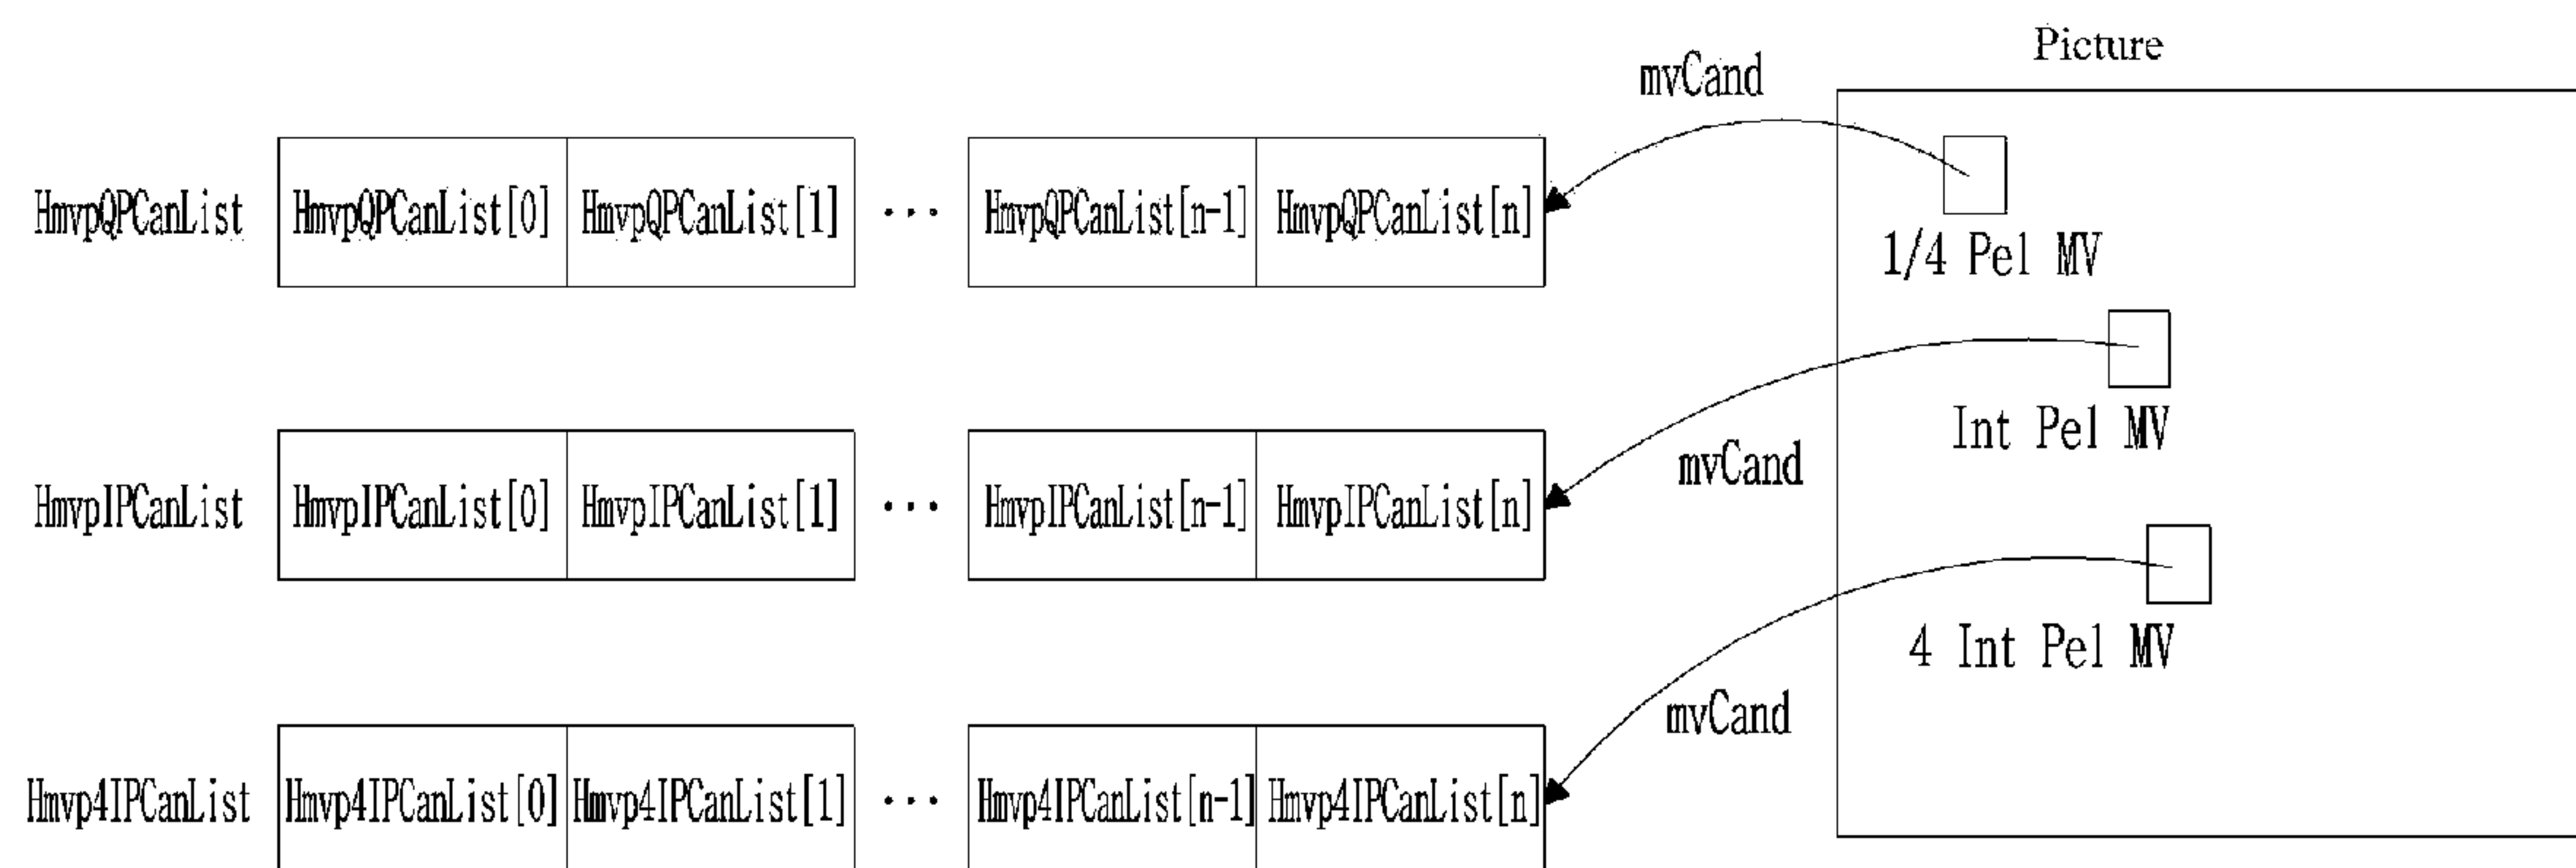 Picture
mvCand
HmvpQPCanList HmvpQPCanList[0] HmvpQPCanList[1] ... HmvpQPCanList[n-1] HmvpQPCanList[n]
1/4 Pel MV
Int Pel MV
mvCand
HmvpIPCanList HmvpIPCanList[0] HmvpIPCanList[1] ... HmvpIPCanList[n-1] HmvpIPCanList[n]
4 Int Pel MV
mvCand
Hmvp4IPCanList Hmvp4IPCanList[0] Hmvp4IPCanList[1] ... Hmvp4IPCanList[n-1] Hmvp4IPCanList[n]